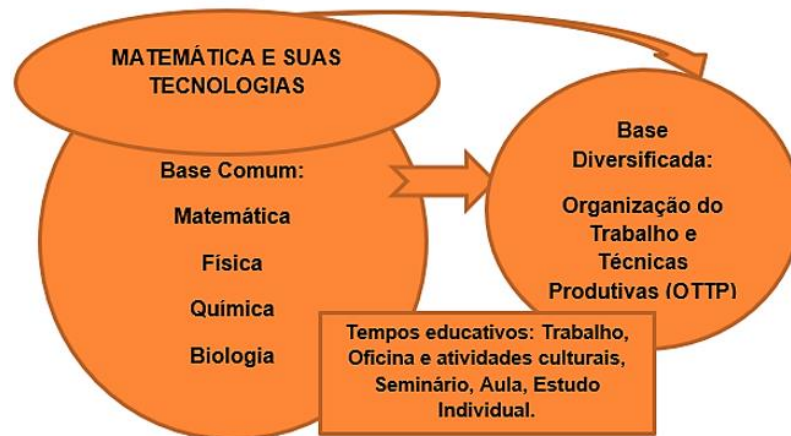 MATEMÁTICA E SUAS
TECNOLOGIAS
Base Comum:
Matemática
Física
Química
Biologia
Base
Diversificada:
Organização do
Trabalho e
Técnicas
Produtivas (OTTP)
Tempos educativos: Trabalho,
Oficina e atividades culturais,
Seminário, Aula, Estudo
Individual.